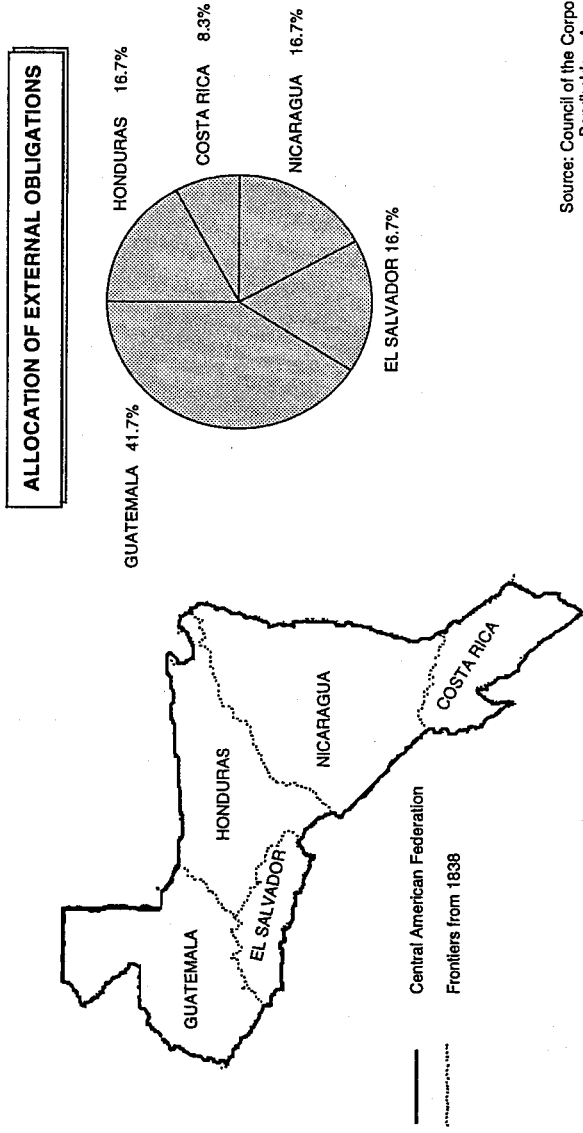 ALLOCATION OF EXTERNAL OBLIGATIONS
GUATEMALA 41.7%
HONDURAS 16.7%
COSTA RICA 8.3%
NICARAGUA 16.7%
EL SALVADOR 16.7%
GUATEMALA
HONDURAS
EL SALVADOR
NICARAGUA
COSTA RICA
Central American Federation
Frontiers from 1838
Source: Council of the Corpo